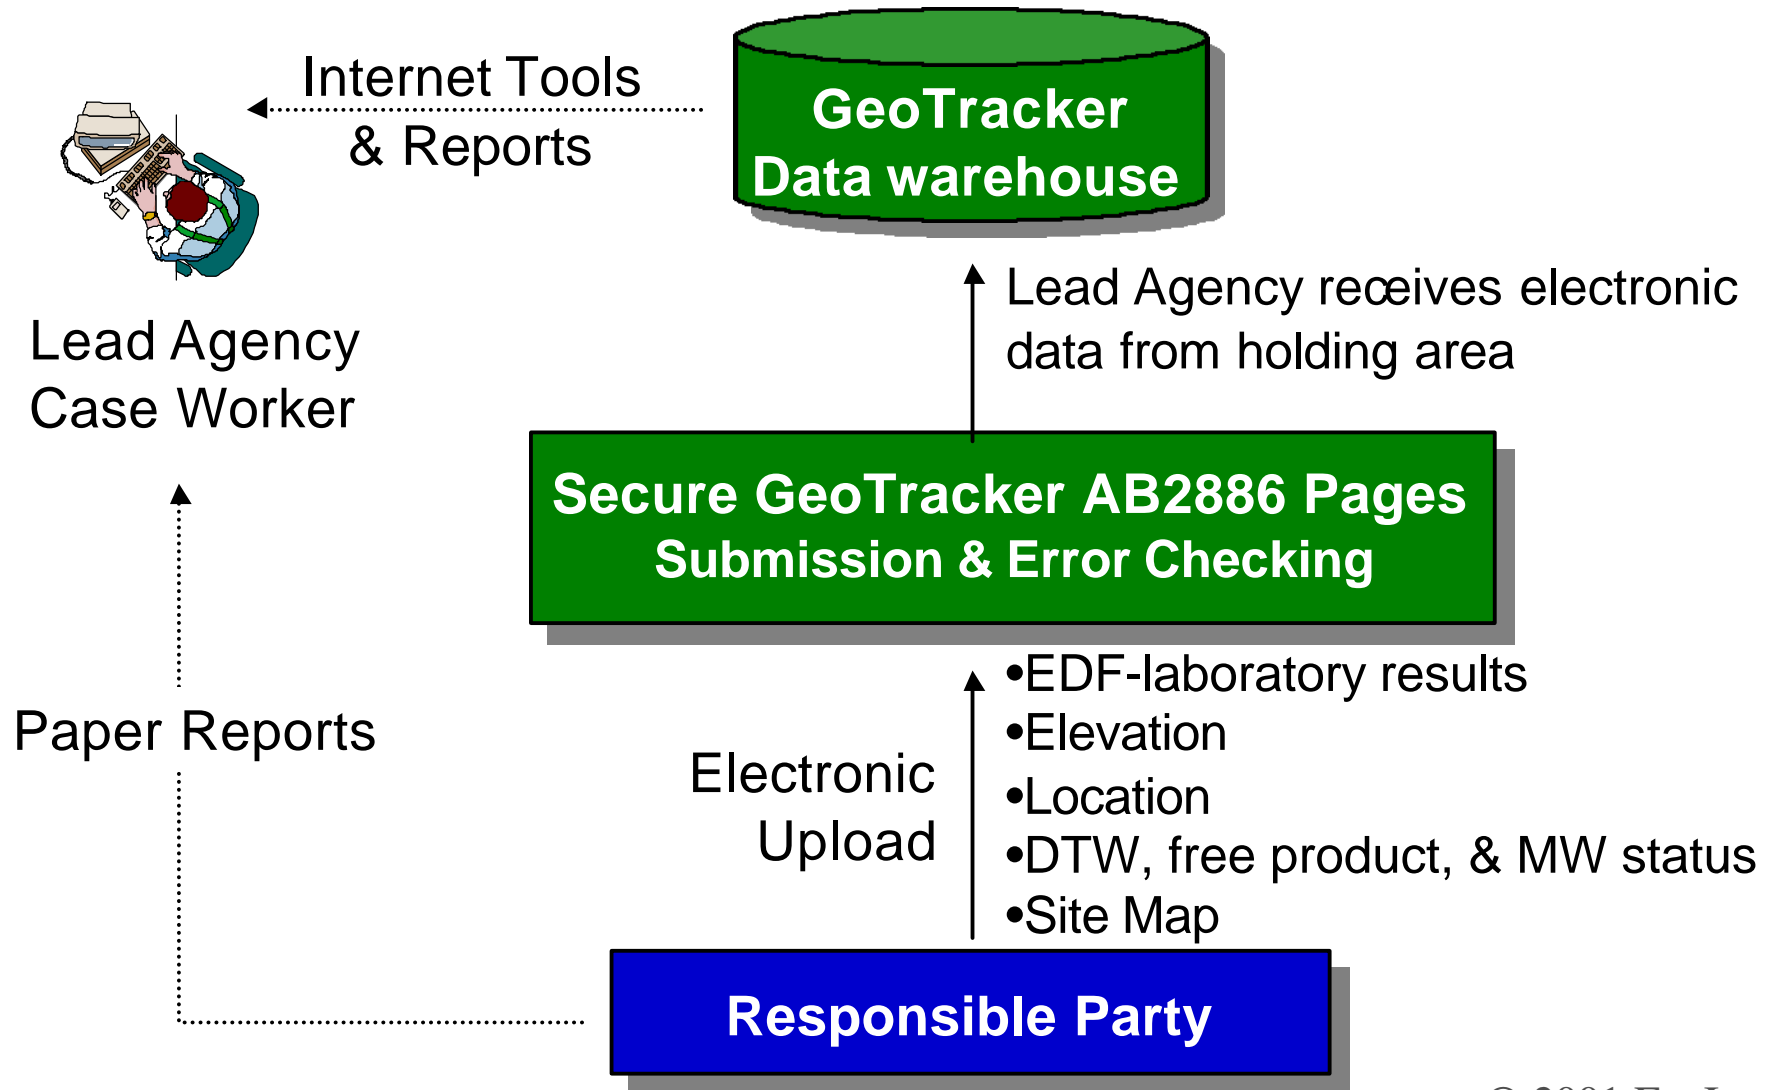 Internet Tools
& Reports
GeoTracker
Data warehouse
Lead Agency
Case Worker
Lead Agency receives electronic
data from holding area
Secure GeoTracker AB2886 Pages
Submission & Error Checking
Paper Reports
Electronic
Upload
•EDF-laboratory results
•Elevation
•Location
•DTW, free product, & MW status
•Site Map
Responsible Party